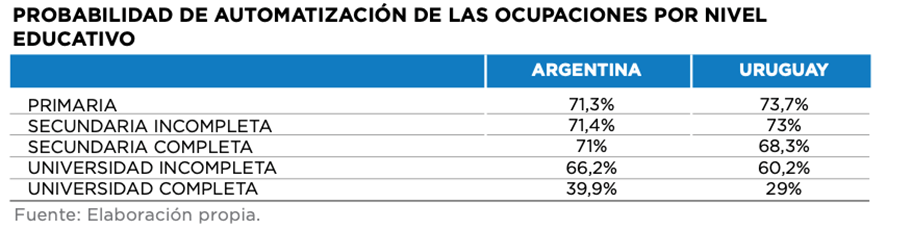 PROBABILIDAD DE AUTOMATIZACIÓN DE LAS OCUPACIONES POR NIVEL
EDUCATIVO
ARGENTINA URUGUAY
PRIMARIA 71,3% 73,7%
SECUNDARIA INCOMPLETA 71,4% 73%
SECUNDARIA COMPLETA 71% 68,3%
UNIVERSIDAD INCOMPLETA 66,2% 60,2%
UNIVERSIDAD COMPLETA 39,9% 29%
Fuente: Elaboración propia.